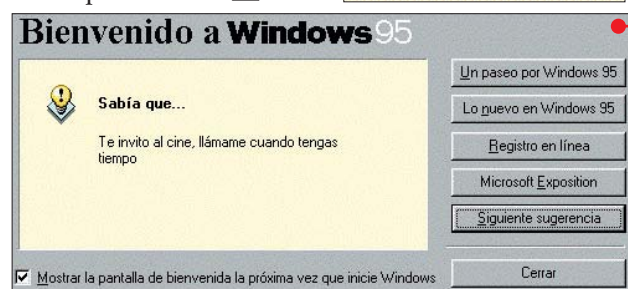 Bienvenido a Windows 95
Un paseo por Windows 95
Sabía que...
Lo nuevo en Windows 95
Te invito al cine, llámame cuando tengas
tiempo
Registro en línea
Microsoft Exposition
Siguiente sugerencia
Mostrar la pantalla de bienvenida la próxima vez que inicie Windows
Cerrar